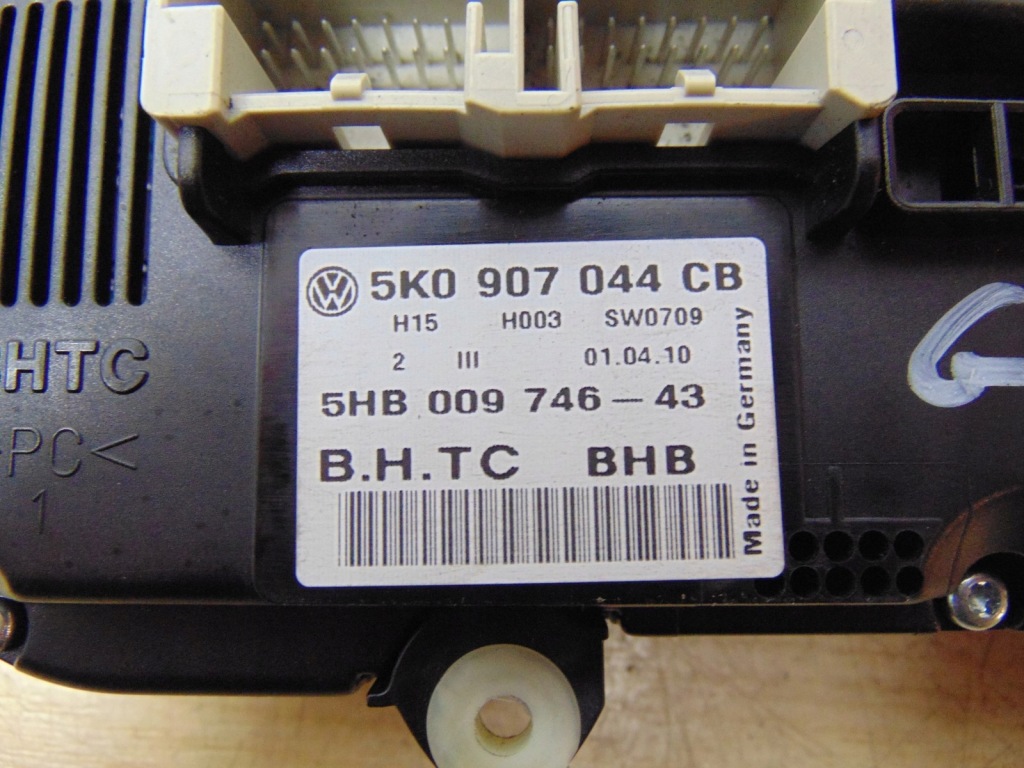 5K0 907 044 CB
H15 H003 SW0709
2 III 01.04.10
5HB 009 746-43
B.H.TC BHB
Made in Germany
HTC
PC<
1